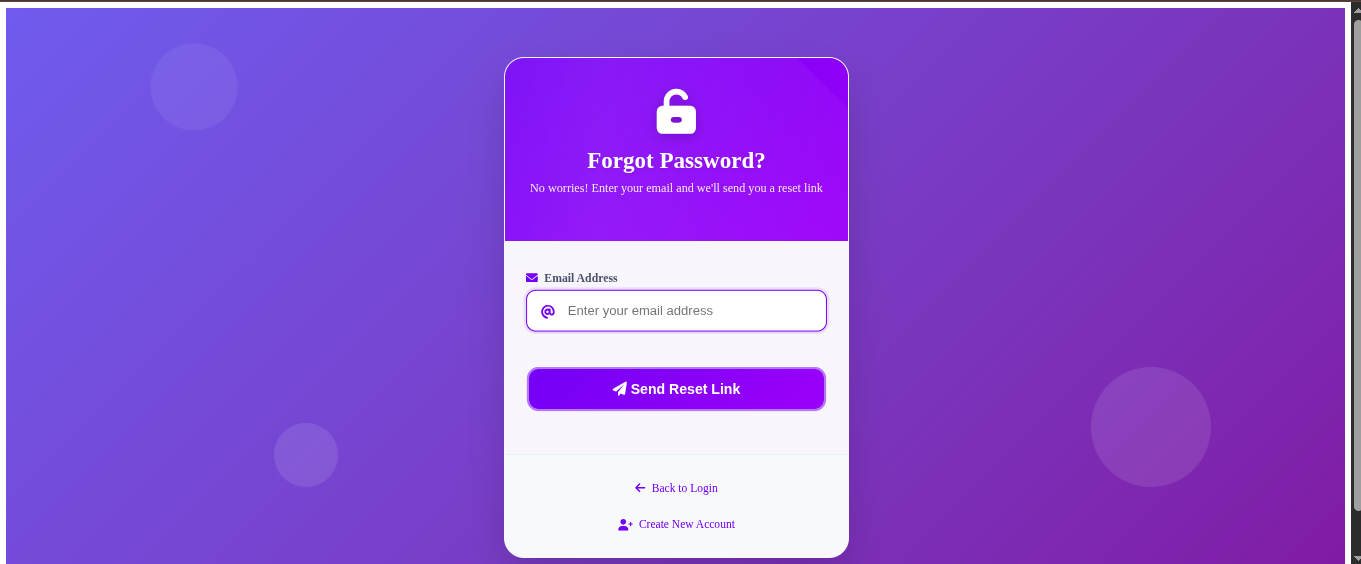 Forgot Password?
No worries! Enter your email and we'll send you a reset link
Email Address
Enter your email address
Send Reset Link
Back to Login
Create New Account